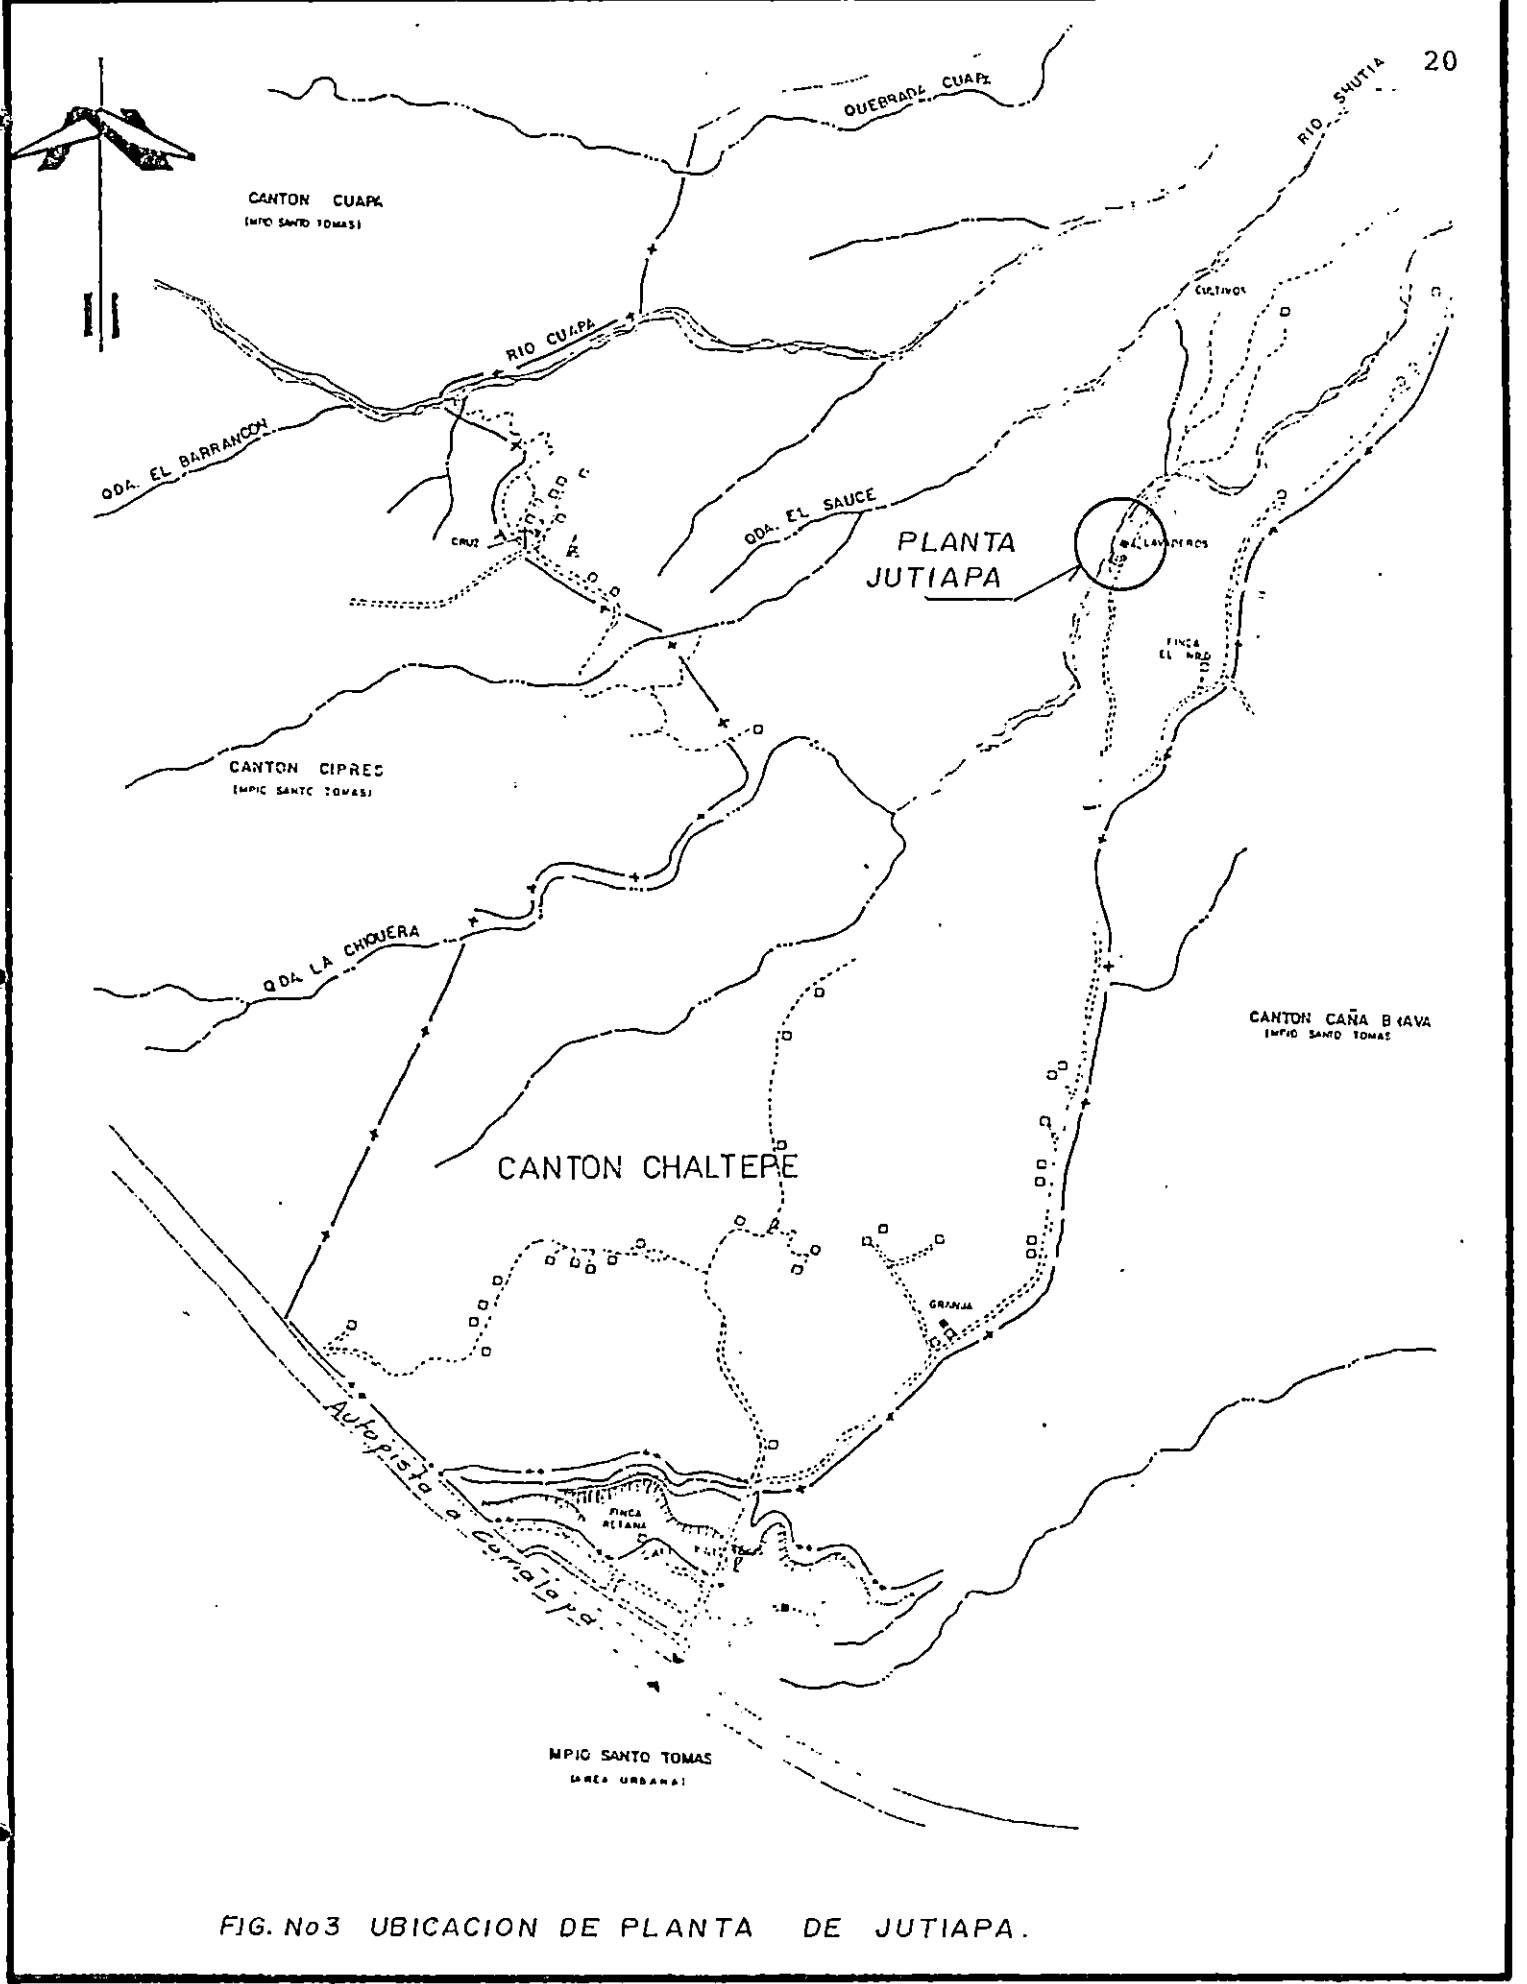 20
QUEBRADA CUAPA
RIO SHUTIA
CANTON CUAPA
(MPIO SANTO TOMAS)
CULTIVOS
RIO CUAPA
QDA. EL BARRANCON
QDA. EL SAUCE
CRUZ
PLANTA
JUTIAPA
LAVADEROS
FINCA
EL
CANTON CIPRES
(MPIO SANTO TOMAS)
QDA LA CHIQUERA
CANTON CAÑA BRAVA
(MPIO SANTO TOMAS
CANTON CHALTEPE
GRANJA
Autopista a Comalapa
FINCA
MPIO SANTO TOMAS
(AREA URBANA)
FIG. No3 UBICACION DE PLANTA DE JUTIAPA.